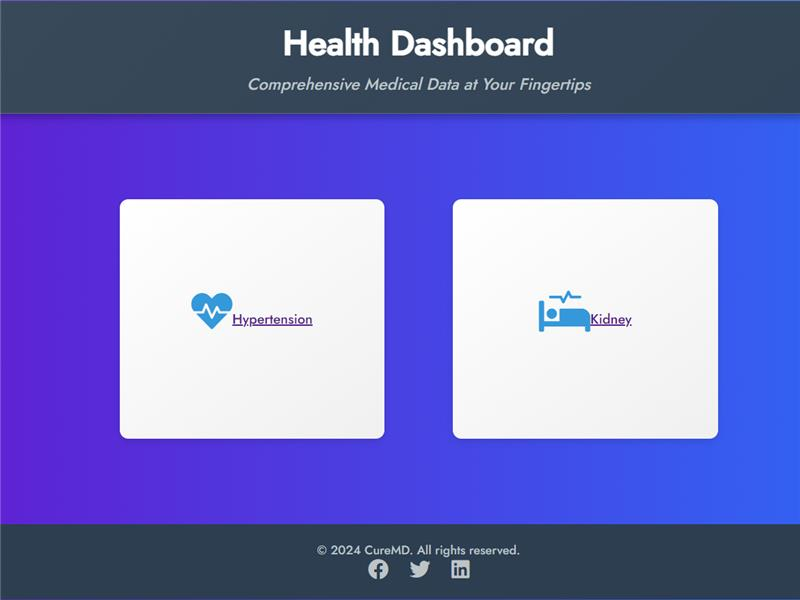 Health Dashboard
Comprehensive Medical Data at Your Fingertips
Hypertension
Kidney
© 2024 CureMD. All rights reserved.